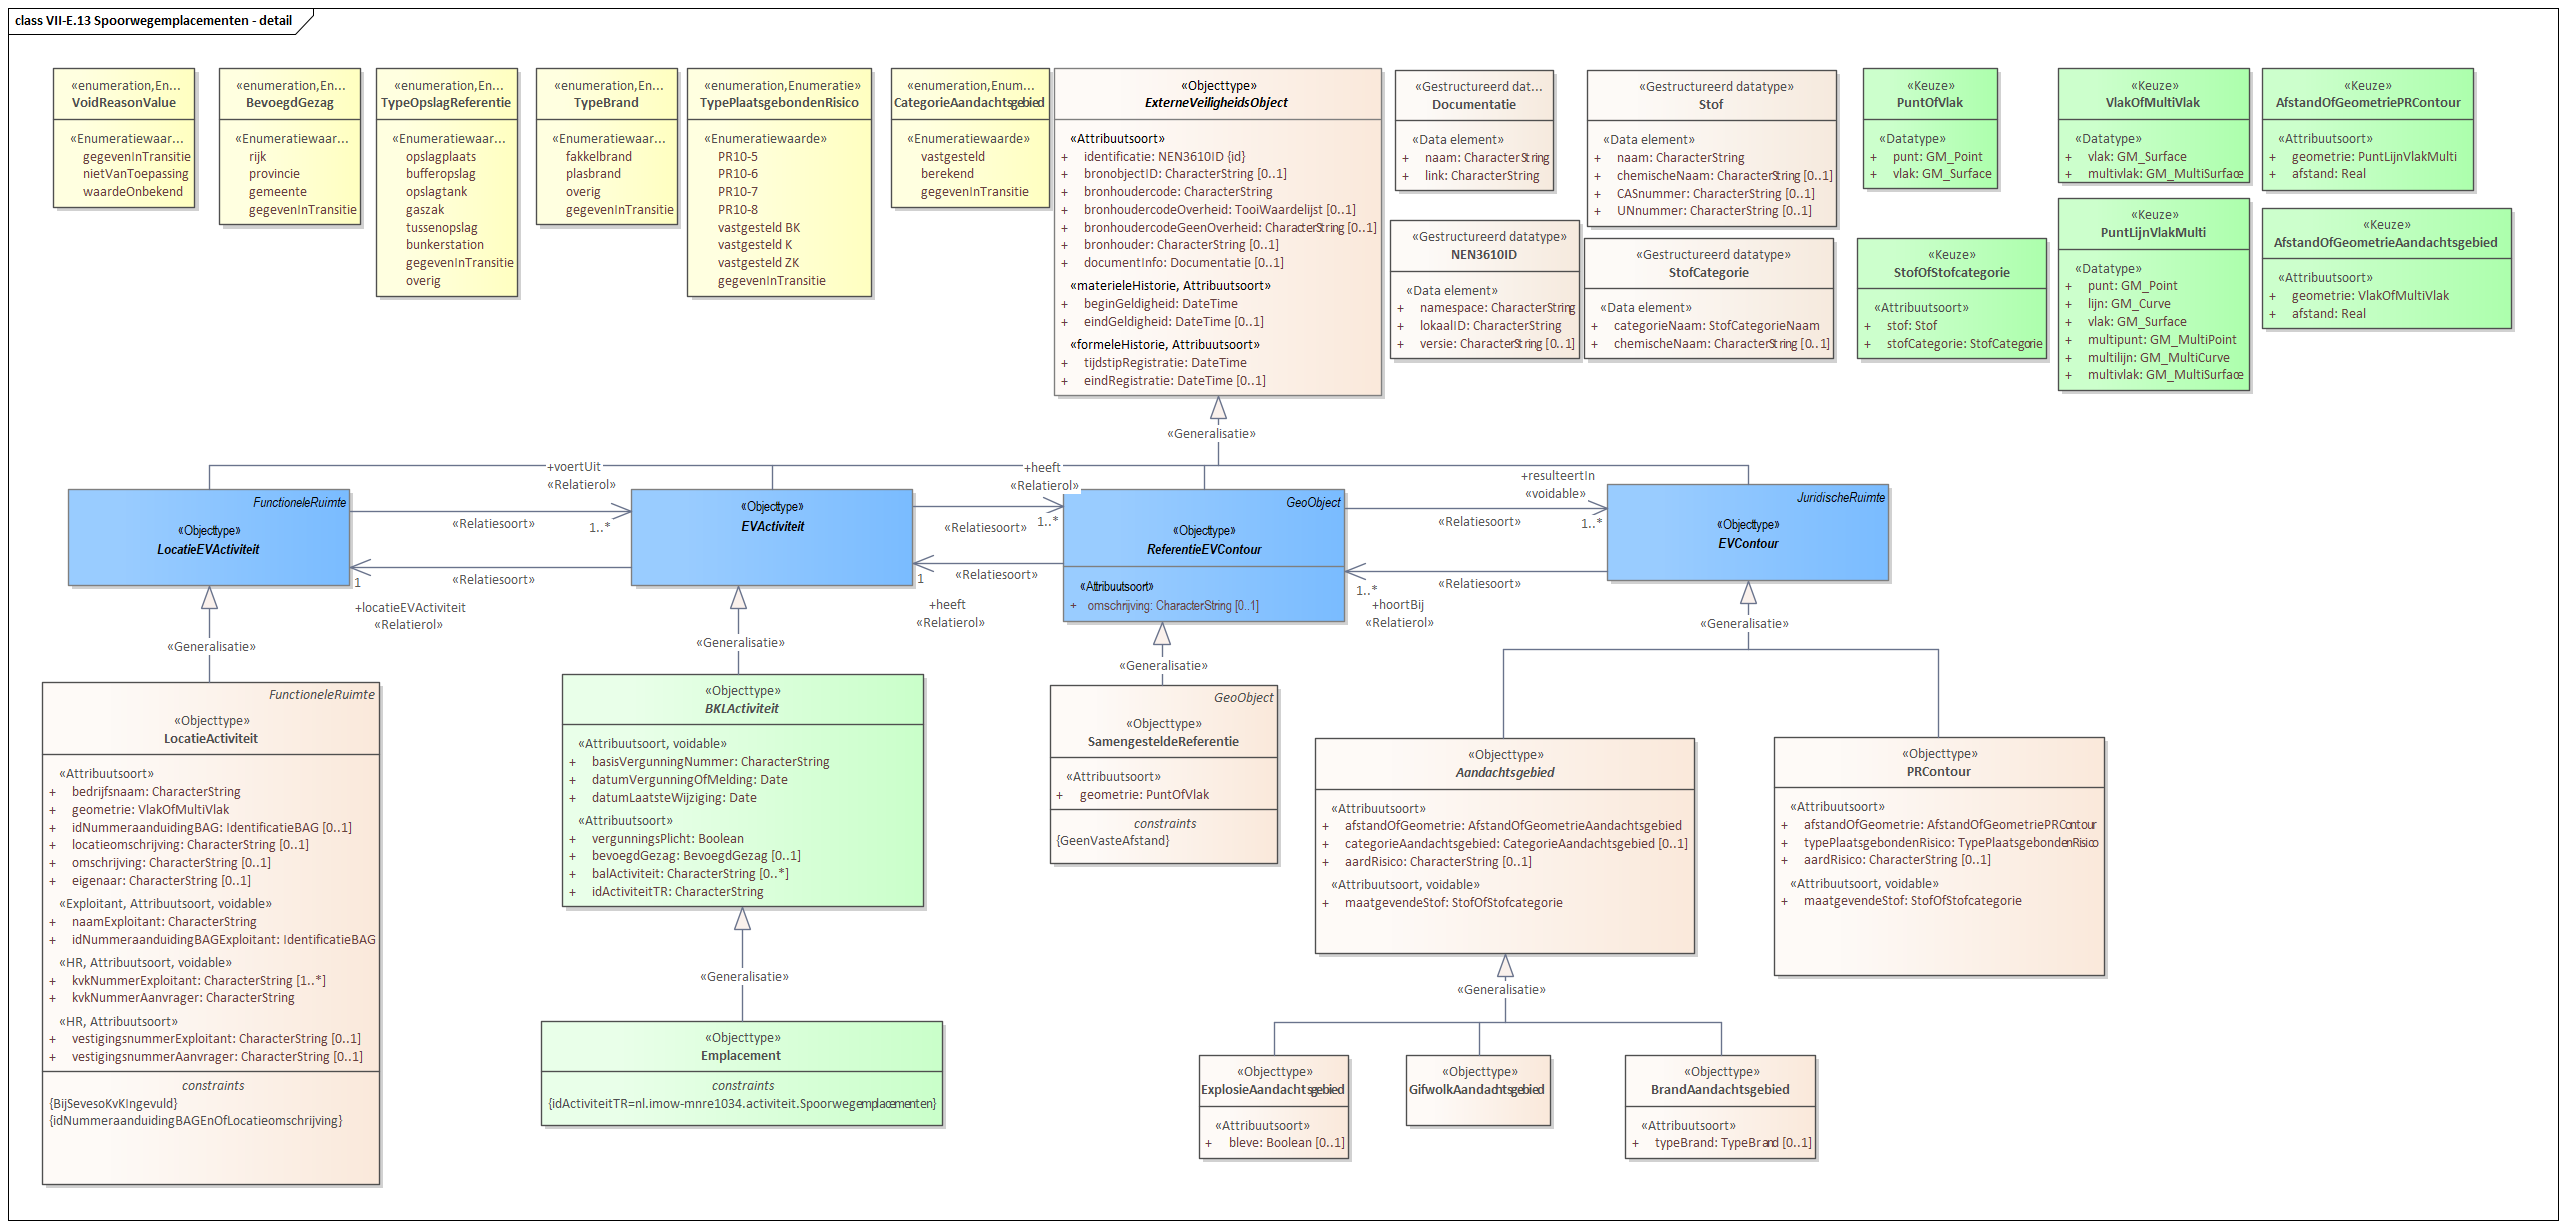 class VII-E.13 Spoorwegemplacementen - detail
«enumeration,En...
VoidReasonValue
«Enumeratiewaar...
gegevenInTransitie
nietVanToepassing
waardeOnbekend
«enumeration,En...
BevoegdGezag
«Enumeratiewaar...
rijk
provincie
gemeente
gegevenInTransitie
«enumeration,En...
TypeOpslagReferentie
«Enumeratiewaar...
opslagplaats
bufferopslag
opslagtank
gaszak
tussenopslag
bunkerstation
gegevenInTransitie
overig
«enumeration,En...
TypeBrand
«Enumeratiewaar...
fakkelbrand
plasbrand
overig
gegevenInTransitie
«enumeration,Enumeratie»
TypePlaatsgebondenRisico
«Enumeratiewaarde»
PR10-5
PR10-6
PR10-7
PR10-8
vastgesteld BK
vastgesteld K
vastgesteld ZK
gegevenInTransitie
«enumeration,Enum...
CategorieAandachtsgebied
«Enumeratiewaarde»
vastgesteld
berekend
gegevenInTransitie
«Objecttype»
ExterneVeiligheidsObject
«Attribuutsoort»
+ identificatie: NEN3610ID {id}
+ bronobjectID: CharacterString [0..1]
+ bronhoudercode: CharacterString
+ bronhoudercodeOverheid: TooiWaardelijst [0..1]
+ bronhoudercodeGeenOverheid: CharacterString [0..1]
+ bronhouder: CharacterString [0..1]
+ documentInfo: Documentatie [0..1]
«materieleHistorie, Attribuutsoort»
+ beginGeldigheid: DateTime
+ eindGeldigheid: DateTime [0..1]
«formeleHistorie, Attribuutsoort»
+ tijdstipRegistratie: DateTime
+ eindRegistratie: DateTime [0..1]
«Gestructureerd dat...
Documentatie
«Data element»
+ naam: CharacterString
+ link: CharacterString
«Gestructureerd datatype»
NEN3610ID
«Data element»
+ namespace: CharacterString
+ lokaalID: CharacterString
+ versie: CharacterString [0..1]
«Gestructureerd datatype»
Stof
«Data element»
+ naam: CharacterString
+ chemischeNaam: CharacterString [0..1]
+ CASnummer: CharacterString [0..1]
+ UNnummer: CharacterString [0..1]
«Gestructureerd datatype»
StofCategorie
«Data element»
+ categorieNaam: StofCategorieNaam
+ chemischeNaam: CharacterString [0..1]
«Keuze»
PuntOfVlak
«Datatype»
+ punt: GM_Point
+ vlak: GM_Surface
«Keuze»
StofOfStofcategorie
«Attribuutsoort»
+ stof: Stof
+ stofCategorie: StofCategorie
«Keuze»
VlakOfMultiVlak
«Datatype»
+ vlak: GM_Surface
+ multivlak: GM_MultiSurface
«Keuze»
PuntLijnVlakMulti
«Datatype»
+ punt: GM_Point
+ lijn: GM_Curve
+ vlak: GM_Surface
+ multipunt: GM_MultiPoint
+ multilijn: GM_MultiCurve
+ multivlak: GM_MultiSurface
«Keuze»
AfstandOfGeometriePRContour
«Attribuutsoort»
+ geometrie: PuntLijnVlakMulti
+ afstand: Real
«Keuze»
AfstandOfGeometrieAandachtsgebied
«Attribuutsoort»
+ geometrie: VlakOfMultiVlak
+ afstand: Real
«Generalisatie»
FunctioneleRuimte
«Objecttype»
LocatieEVActiviteit
+voertUit
«Relatierol»
«Relatiesoort»
1..*
«Relatiesoort»
1
+locatieEVActiviteit
«Relatierol»
«Objecttype»
EVActiviteit
+heeft
«Relatierol»
«Relatiesoort»
1..*
«Relatiesoort»
1
+heeft
«Relatierol»
GeoObject
«Objecttype»
ReferentieEVContour
«Attribuutsoort»
+ omschrijving: CharacterString [0..1]
+resulteertIn
«voidable»
«Relatiesoort»
1..*
«Relatiesoort»
1..*
+hoortBij
«Relatierol»
JuridischeRuimte
«Objecttype»
EVContour
«Generalisatie»
«Generalisatie»
«Generalisatie»
«Generalisatie»
FunctioneleRuimte
«Objecttype»
LocatieActiviteit
«Attribuutsoort»
+ bedrijfsnaam: CharacterString
+ geometrie: VlakOfMultiVlak
+ idNummeraanduidingBAG: IdentificatieBAG [0..1]
+ locatieomschrijving: CharacterString [0..1]
+ omschrijving: CharacterString [0..1]
+ eigenaar: CharacterString [0..1]
«Exploitant, Attribuutsoort, voidable»
+ naamExploitant: CharacterString
+ idNummeraanduidingBAGExploitant: IdentificatieBAG
«HR, Attribuutsoort, voidable»
+ kvkNummerExploitant: CharacterString [1..*]
+ kvkNummerAanvrager: CharacterString
«HR, Attribuutsoort»
+ vestigingsnummerExploitant: CharacterString [0..1]
+ vestigingsnummerAanvrager: CharacterString [0..1]
constraints
{BijSevesoKvKIngevuld}
{idNummeraanduidingBAGEnOfLocatieomschrijving}
«Objecttype»
BKLActiviteit
«Attribuutsoort, voidable»
+ basisVergunningNummer: CharacterString
+ datumVergunningOfMelding: Date
+ datumLaatsteWijziging: Date
«Attribuutsoort»
+ vergunningsPlicht: Boolean
+ bevoegdGezag: BevoegdGezag [0..1]
+ balActiviteit: CharacterString [0..*]
+ idActiviteitTR: CharacterString
«Generalisatie»
«Objecttype»
Emplacement
constraints
{idActiviteitTR=nl.imow-mnre1034.activiteit.Spoorwegemplacementen}
GeoObject
«Objecttype»
SamengesteldeReferentie
«Attribuutsoort»
+ geometrie: PuntOfVlak
constraints
{GeenVasteAfstand}
«Objecttype»
Aandachtsgebied
«Attribuutsoort»
+ afstandOfGeometrie: AfstandOfGeometrieAandachtsgebied
+ categorieAandachtsgebied: CategorieAandachtsgebied [0..1]
+ aardRisico: CharacterString [0..1]
«Attribuutsoort, voidable»
+ maatgevendeStof: StofOfStofcategorie
«Objecttype»
PRContour
«Attribuutsoort»
+ afstandOfGeometrie: AfstandOfGeometriePRContour
+ typePlaatsgebondenRisico: TypePlaatsgebondenRisico
+ aardRisico: CharacterString [0..1]
«Attribuutsoort, voidable»
+ maatgevendeStof: StofOfStofcategorie
«Generalisatie»
«Objecttype»
ExplosieAandachtsgebied
«Attribuutsoort»
+ bleve: Boolean [0..1]
«Objecttype»
GifwolkAandachtsgebied
«Objecttype»
BrandAandachtsgebied
«Attribuutsoort»
+ typeBrand: TypeBrand [0..1]